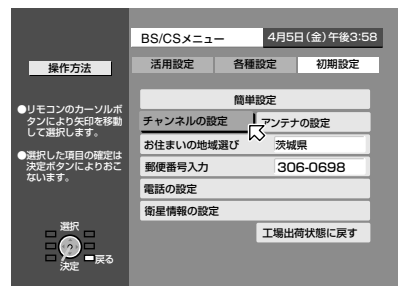 BS/CSメニュー
4月5日(金)午後3:58
操作方法
活用設定
各種設定
初期設定
●リモコンのカーソルボ
タンにより矢印を移動
して選択します。
●選択した項目の確定は
決定ボタンによりおこ
ないます。
簡単設定
チャンネルの設定
アンテナの設定
お住まいの地域選び
茨城県
郵便番号入力
306-0698
電話の設定
衛星情報の設定
工場出荷状態に戻す
選択
戻る
決定